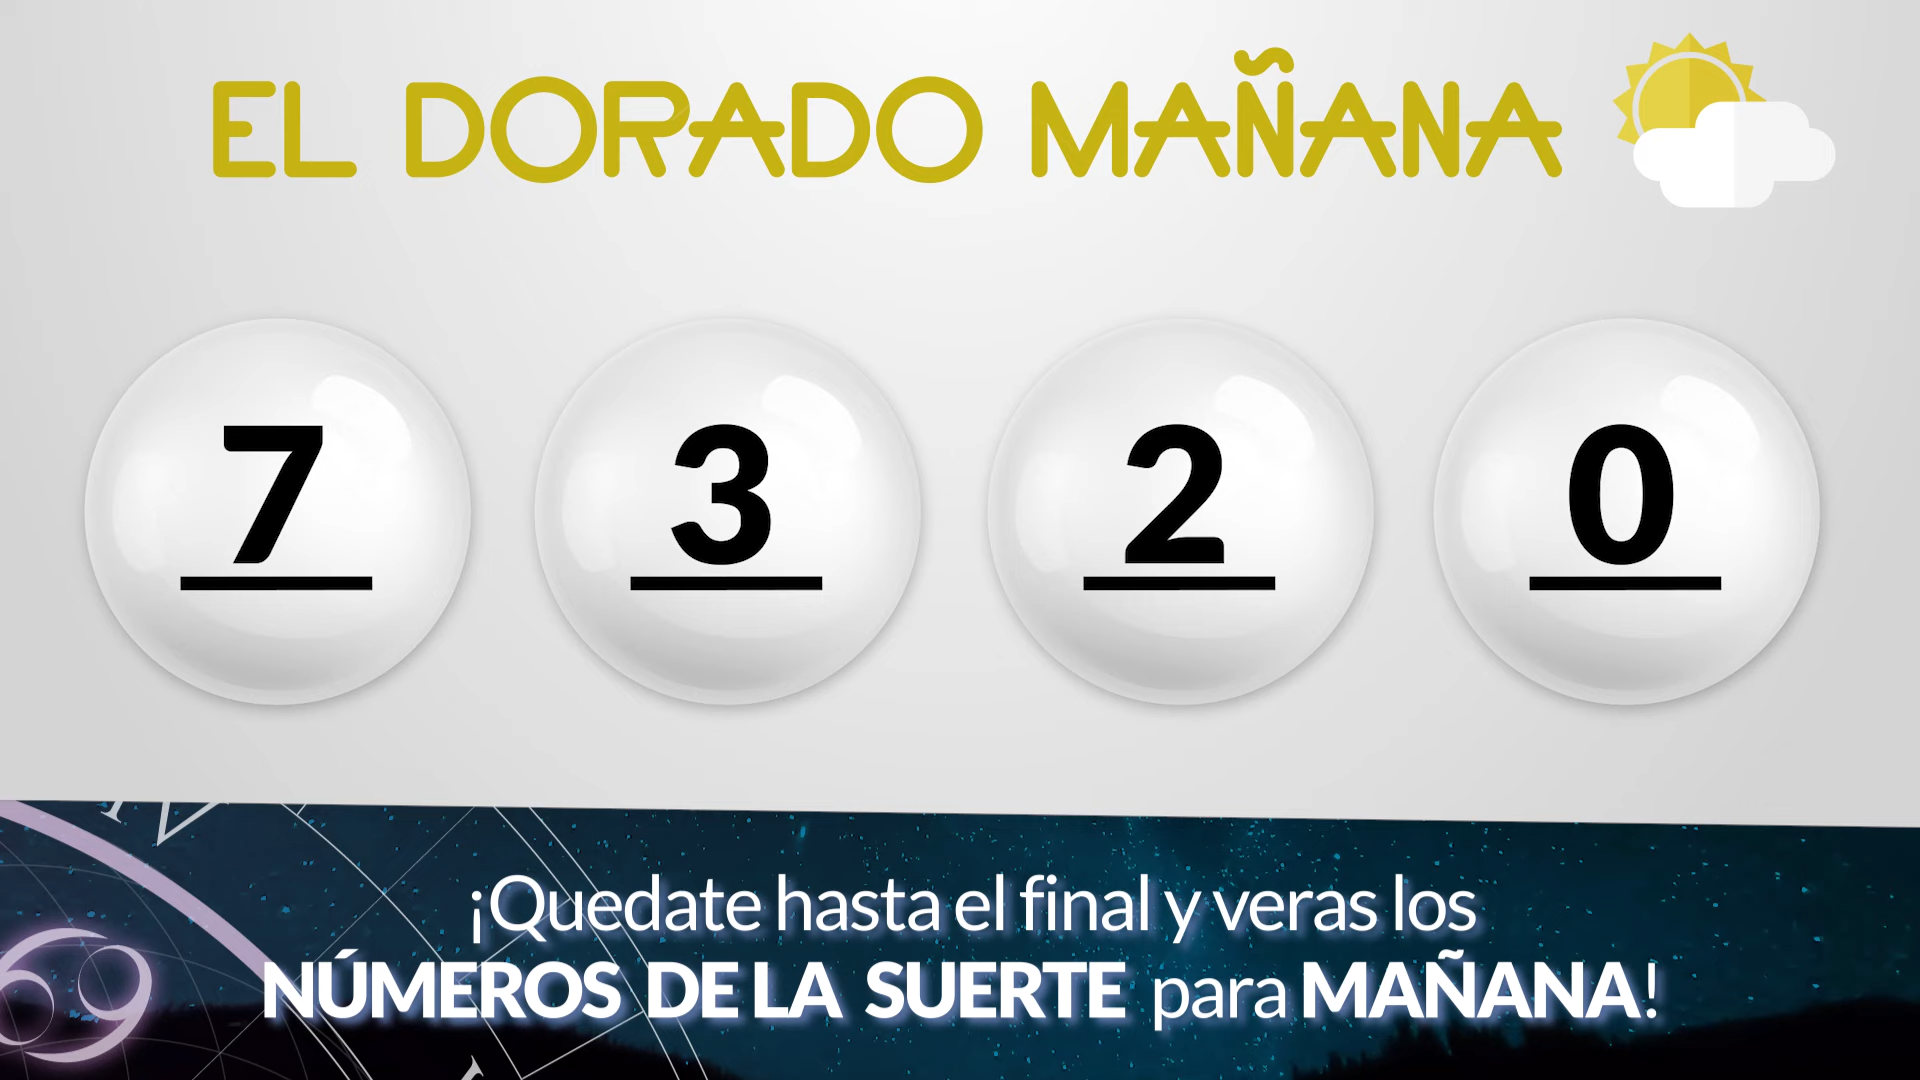 EL DORADO MAÑANA
7 3 2 0
¡Quedate hasta el final y veras los
NÚMEROS DE LA SUERTE para MAÑANA!